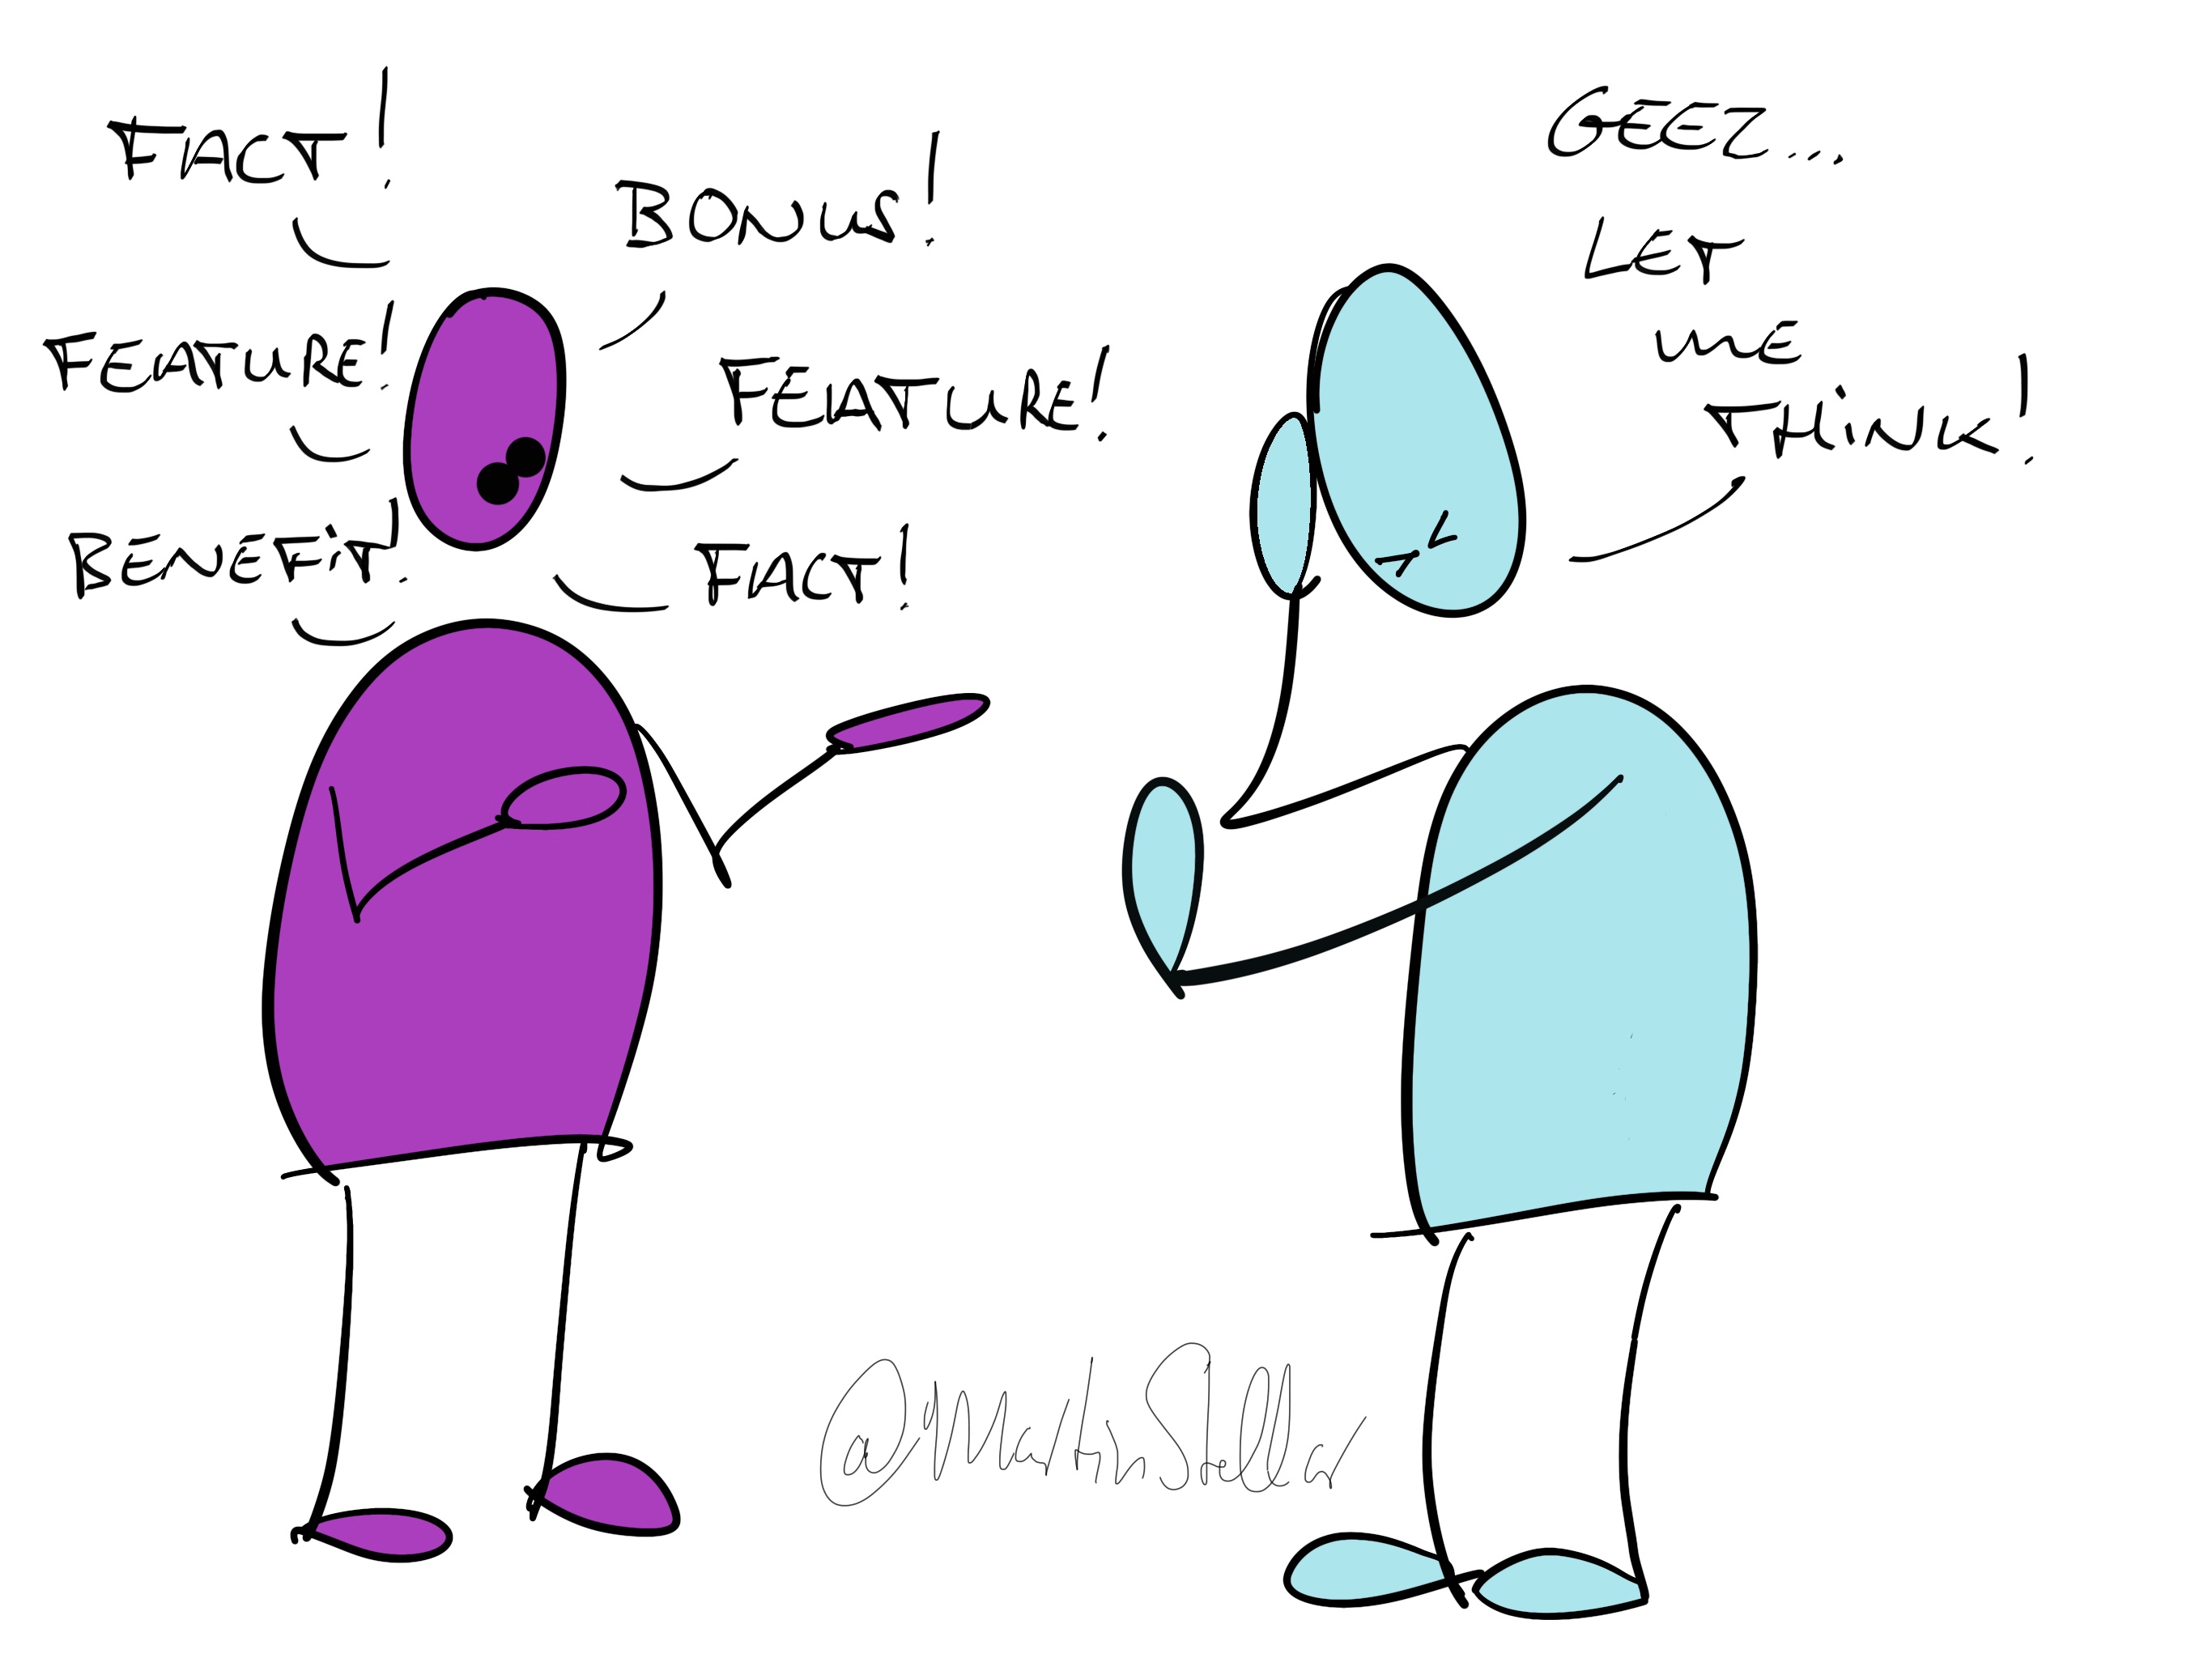 FACT!
BONUS!
FEATURE!
FEATURE!
BENEFiT!
FACT!
GEEZ...
LET
ME
THiNK!
@MartinStellar